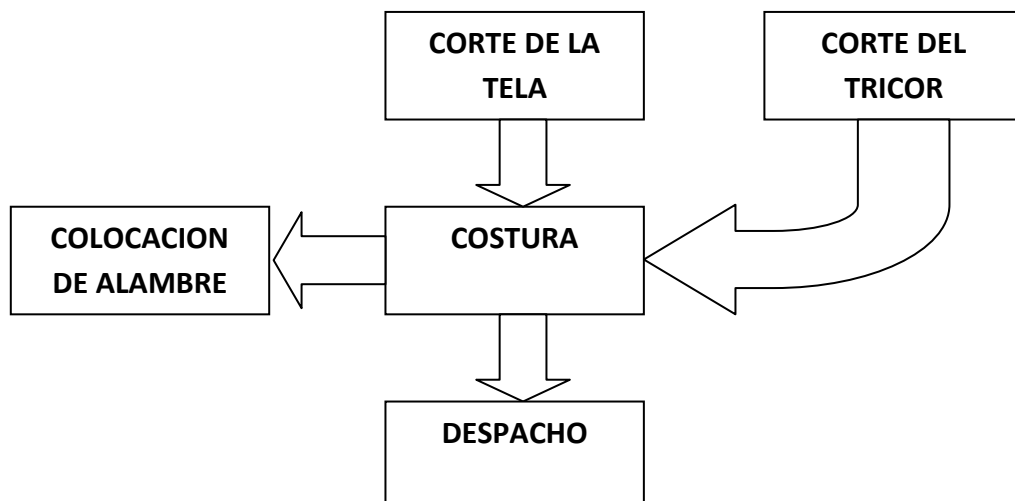 CORTE DE LA
TELA
CORTE DEL
TRICOR
COLOCACION
DE ALAMBRE
COSTURA
DESPACHO